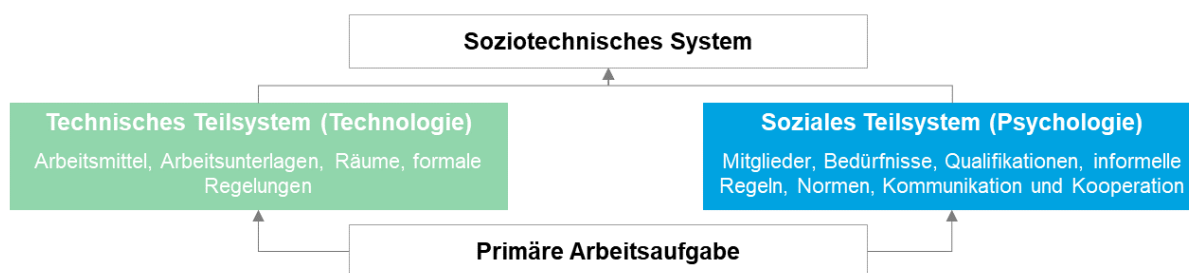 Soziotechnisches System
Technisches Teilsystem (Technologie)
Arbeitsmittel, Arbeitsunterlagen, Räume, formale
Regelungen
Soziales Teilsystem (Psychologie)
Mitglieder, Bedürfnisse, Qualifikationen, informelle
Regeln, Normen, Kommunikation und Kooperation
Primäre Arbeitsaufgabe